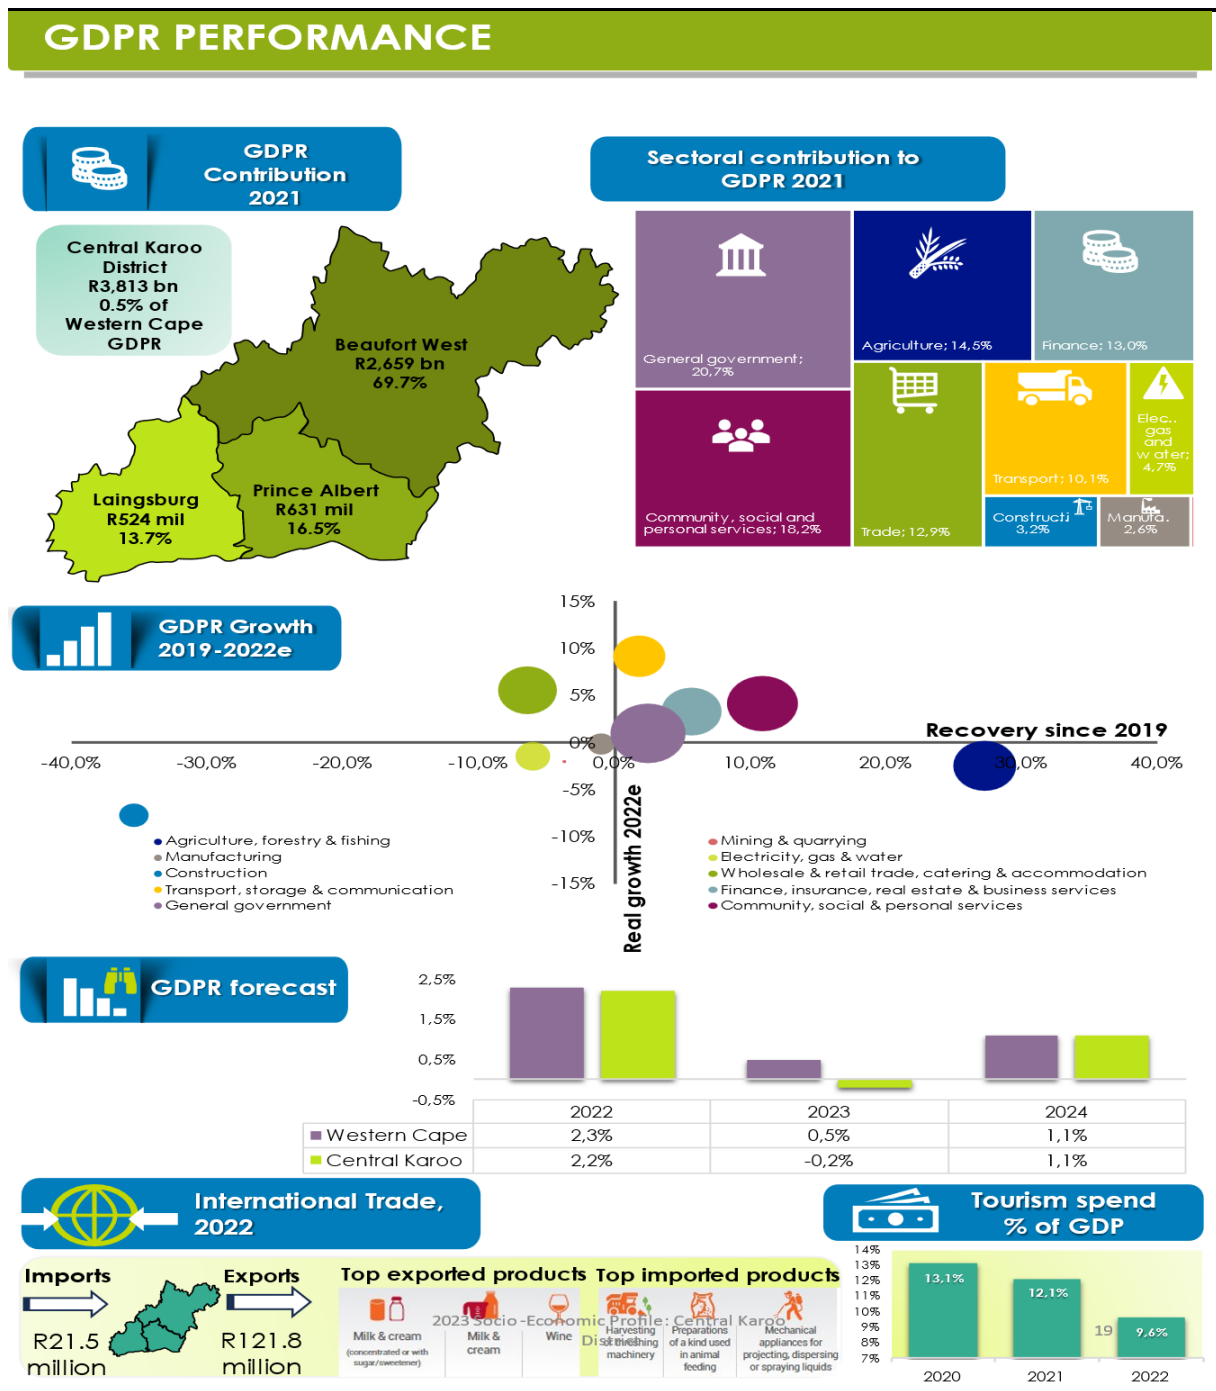 GDPR PERFORMANCE
GDPR
Contribution
2021
Sectoral contribution to
GDPR 2021
Central Karoo
District
R3,813 bn
0.5% of
Western Cape
GDPR
Beaufort West
R2,659 bn
69.7%
Laingsburg
R524 mil
13.7%
Prince Albert
R631 mil
16.5%
General government;
20,7%
Agriculture; 14,5%
Finance; 13,0%
Community, social and
personal services; 18,2%
Trade; 12,9%
Transport; 10,1%
Elec..
gas
and
water;
4,7%
Constructi
3,2%
Manufa.
2,6%
GDPR Growth
2019-2022e
15%
10%
5%
0%
-5%
-10%
-15%
Recovery since 2019
-40,0%
-30,0%
-20,0%
-10,0%
0,0%
10,0%
20,0%
30,0%
40,0%
Real growth 2022e
Agriculture, forestry & fishing
Manufacturing
Construction
Transport, storage & communication
General government
Mining & quarrying
Electricity, gas & water
Wholesale & retail trade, catering & accommodation
Finance, insurance, real estate & business services
Community, social & personal services
GDPR forecast
2,5%
1,5%
0,5%
-0,5%
2022 2023 2024
Western Cape 2,3% 0,5% 1,1%
Central Karoo 2,2% -0,2% 1,1%
International Trade,
2022
Imports
R21.5
million
Exports
R121.8
million
Top exported products
Milk & cream
(concentrated or with
sugar/sweetener)
Milk &
cream
Wine
Top imported products
Harvesting
or threshing
machinery
Preparations
of a kind used
in animal
feeding
Mechanical
appliances for
projecting, dispersing
or spraying liquids
2023 Socio-Economic Profile: Central Karoo
District
Tourism spend
% of GDP
14%
13%
12%
11%
10%
9%
8%
7%
13,1%
12,1%
9,6%
2020
2021
2022
19